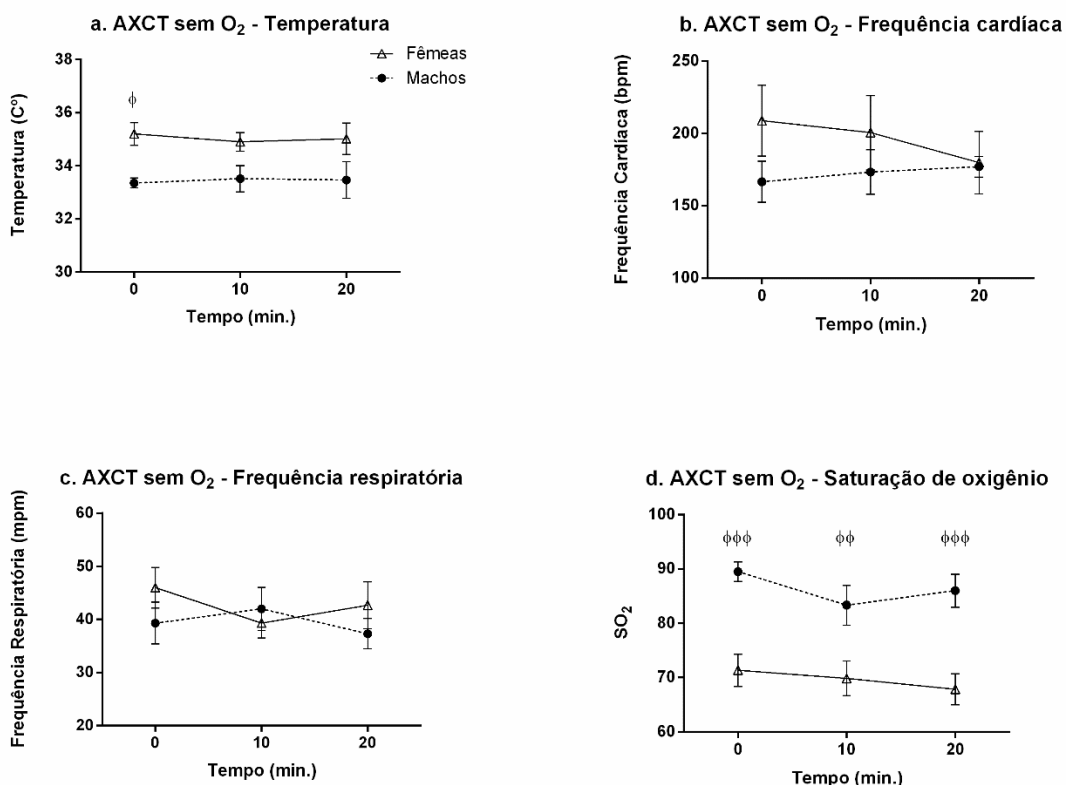 a. AXCT sem O₂ - Temperatura
Fêmeas
Machos
ϕ
Temperatura (C°)
38
36
34
32
30
0 10 20
Tempo (min.)
b. AXCT sem O₂ - Frequência cardíaca
Frequência Cardíaca (bpm)
250
200
150
100
0 10 20
Tempo (min.)
c. AXCT sem O₂ - Frequência respiratória
Frequência Respiratória (mpm)
60
50
40
30
20
0 10 20
Tempo (min.)
d. AXCT sem O₂ - Saturação de oxigênio
ϕϕϕ ϕϕ ϕϕϕ
SO₂
100
90
80
70
60
0 10 20
Tempo (min.)